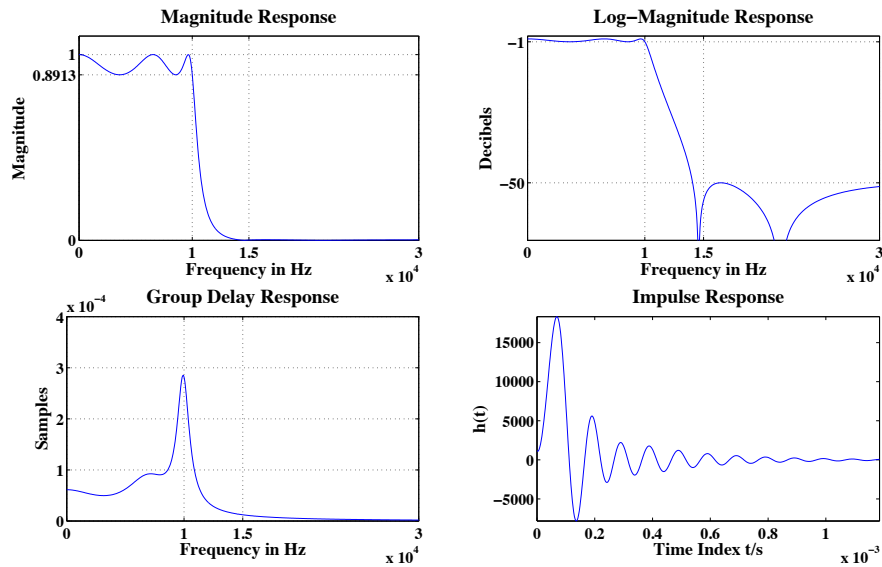 Magnitude Response
1
0.8913
0
Magnitude
0
1
1.5
3
Frequency in Hz
x 10^4
Log−Magnitude Response
−1
−50
Decibels
0
1
1.5
3
Frequency in Hz
x 10^4
Group Delay Response
x 10^−4
4
3
2
1
0
Samples
0
1
1.5
3
Frequency in Hz
x 10^4
Impulse Response
15000
10000
5000
0
−5000
h(t)
0
0.2
0.4
0.6
0.8
1
Time Index t/s
x 10^−3